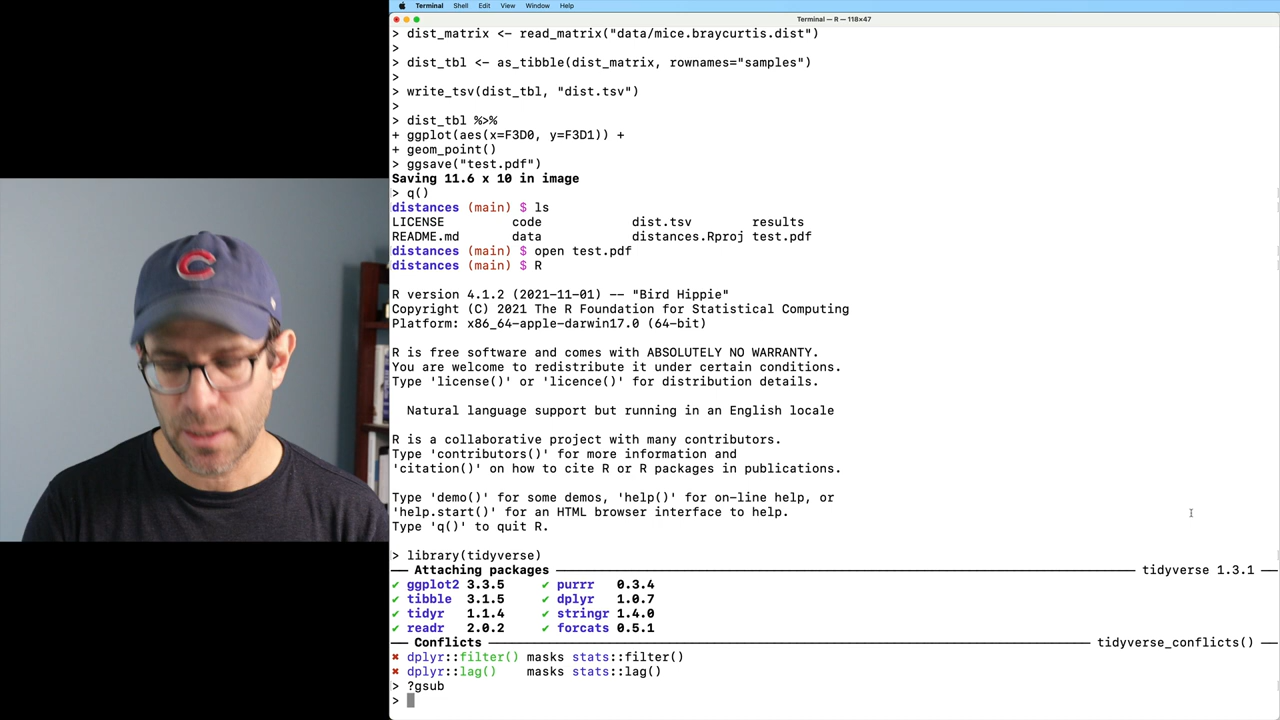 Terminal Shell Edit View Window Help
Terminal — R — 118×47
> dist_matrix <- read_matrix("data/mice.braycurtis.dist")
>
> dist_tbl <- as_tibble(dist_matrix, rownames="samples")
>
> write_tsv(dist_tbl, "dist.tsv")
>
> dist_tbl %>%
+ ggplot(aes(x=F3D0, y=F3D1)) +
+ geom_point()
> ggsave("test.pdf")
Saving 11.6 x 10 in image
> q()
distances (main) $ ls
LICENSE code dist.tsv results
README.md data distances.Rproj test.pdf
distances (main) $ open test.pdf
distances (main) $ R
R version 4.1.2 (2021-11-01) -- "Bird Hippie"
Copyright (C) 2021 The R Foundation for Statistical Computing
Platform: x86_64-apple-darwin17.0 (64-bit)
R is free software and comes with ABSOLUTELY NO WARRANTY.
You are welcome to redistribute it under certain conditions.
Type 'license()' or 'licence()' for distribution details.
Natural language support but running in an English locale
R is a collaborative project with many contributors.
Type 'contributors()' for more information and
'citation()' on how to cite R or R packages in publications.
Type 'demo()' for some demos, 'help()' for on-line help, or
'help.start()' for an HTML browser interface to help.
Type 'q()' to quit R.
> library(tidyverse)
── Attaching packages ── tidyverse 1.3.1 ──
✔ ggplot2 3.3.5 ✔ purrr 0.3.4
✔ tibble 3.1.5 ✔ dplyr 1.0.7
✔ tidyr 1.1.4 ✔ stringr 1.4.0
✔ readr 2.0.2 ✔ forcats 0.5.1
── Conflicts ── tidyverse_conflicts() ──
✖ dplyr::filter() masks stats::filter()
✖ dplyr::lag() masks stats::lag()
> ?gsub
>
C